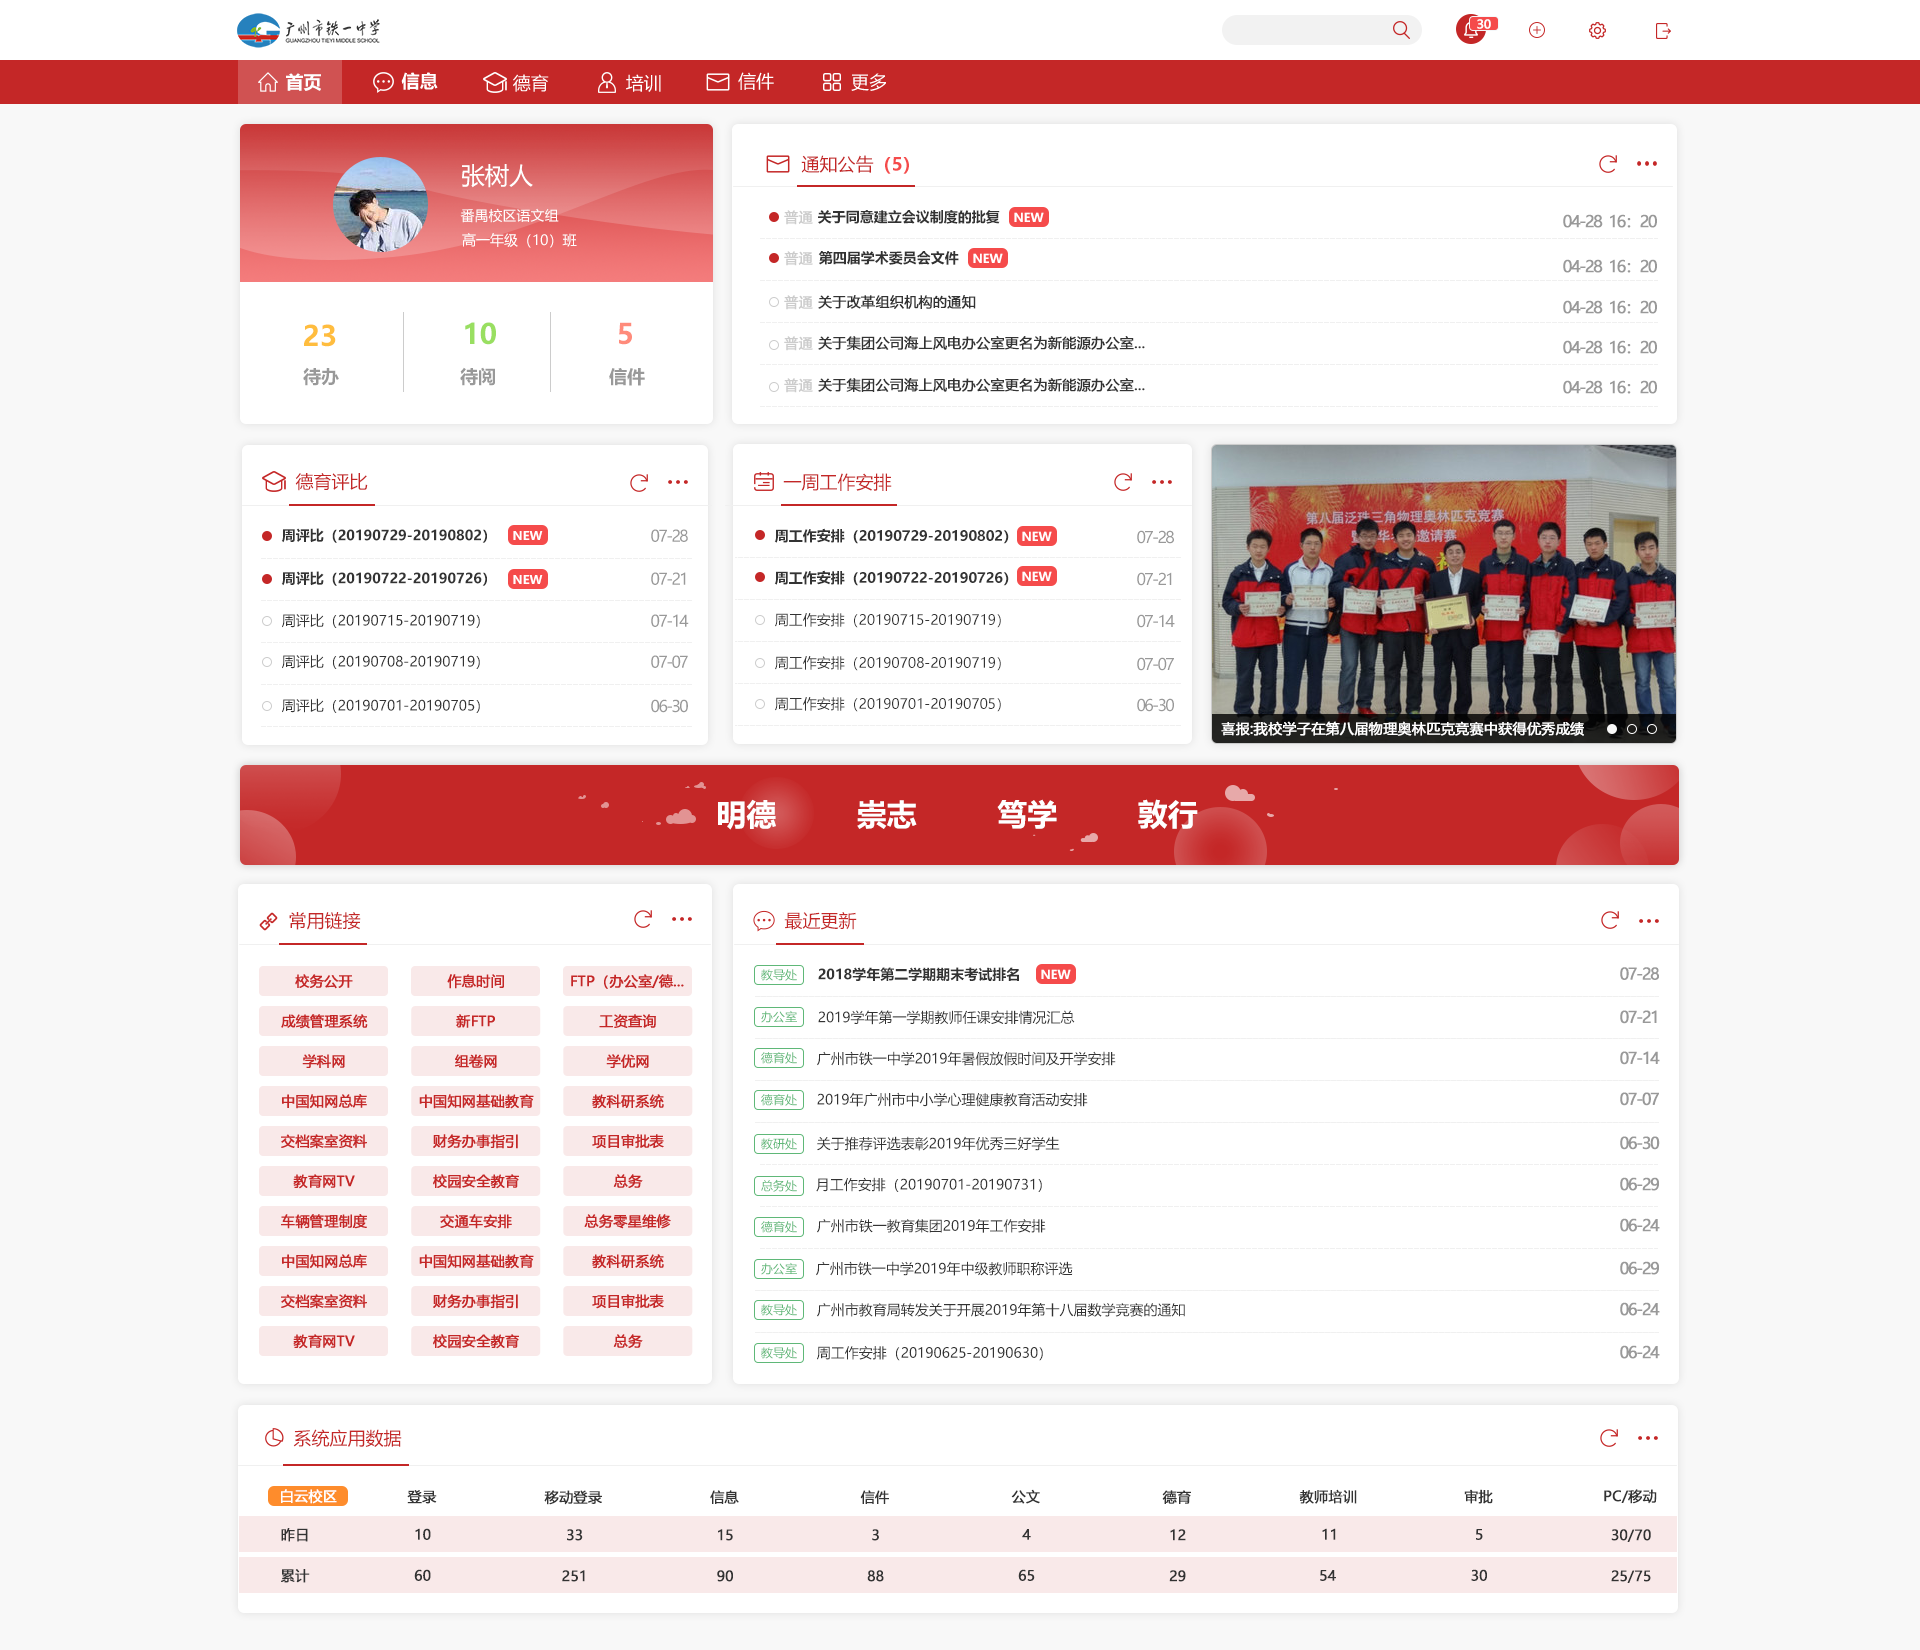 广州市铁一中学
GUANGZHOU TIEYI MIDDLE SCHOOL
30
首页
信息
德育
培训
信件
更多
张树人
番禺校区语文组
高一年级（10）班
23
待办
10
待阅
5
信件
通知公告（5）
普通 关于同意建立会议制度的批复 NEW 04-28 16：20
普通 第四届学术委员会文件 NEW 04-28 16：20
普通 关于改革组织机构的通知 04-28 16：20
普通 关于集团公司海上风电办公室更名为新能源办公室... 04-28 16：20
普通 关于集团公司海上风电办公室更名为新能源办公室... 04-28 16：20
德育评比
周评比（20190729-20190802） NEW 07-28
周评比（20190722-20190726） NEW 07-21
周评比（20190715-20190719） 07-14
周评比（20190708-20190719） 07-07
周评比（20190701-20190705） 06-30
一周工作安排
周工作安排（20190729-20190802） NEW 07-28
周工作安排（20190722-20190726） NEW 07-21
周工作安排（20190715-20190719） 07-14
周工作安排（20190708-20190719） 07-07
周工作安排（20190701-20190705） 06-30
第八届泛珠三角物理奥林匹克竞赛
喜报:我校学子在第八届物理奥林匹克竞赛中获得优秀成绩
明德 崇志 笃学 敦行
常用链接
校务公开 作息时间 FTP（办公室/德...
成绩管理系统 新FTP 工资查询
学科网 组卷网 学优网
中国知网总库 中国知网基础教育 教科研系统
交档案室资料 财务办事指引 项目审批表
教育网TV 校园安全教育 总务
车辆管理制度 交通车安排 总务零星维修
中国知网总库 中国知网基础教育 教科研系统
交档案室资料 财务办事指引 项目审批表
教育网TV 校园安全教育 总务
最近更新
教导处 2018学年第二学期期末考试排名 NEW 07-28
办公室 2019学年第一学期教师任课安排情况汇总 07-21
德育处 广州市铁一中学2019年暑假放假时间及开学安排 07-14
德育处 2019年广州市中小学心理健康教育活动安排 07-07
教研处 关于推荐评选表彰2019年优秀三好学生 06-30
总务处 月工作安排（20190701-20190731） 06-29
德育处 广州市铁一教育集团2019年工作安排 06-24
办公室 广州市铁一中学2019年中级教师职称评选 06-29
教导处 广州市教育局转发关于开展2019年第十八届数学竞赛的通知 06-24
教导处 周工作安排（20190625-20190630） 06-24
系统应用数据
白云校区 登录 移动登录 信息 信件 公文 德育 教师培训 审批 PC/移动
昨日 10 33 15 3 4 12 11 5 30/70
累计 60 251 90 88 65 29 54 30 25/75